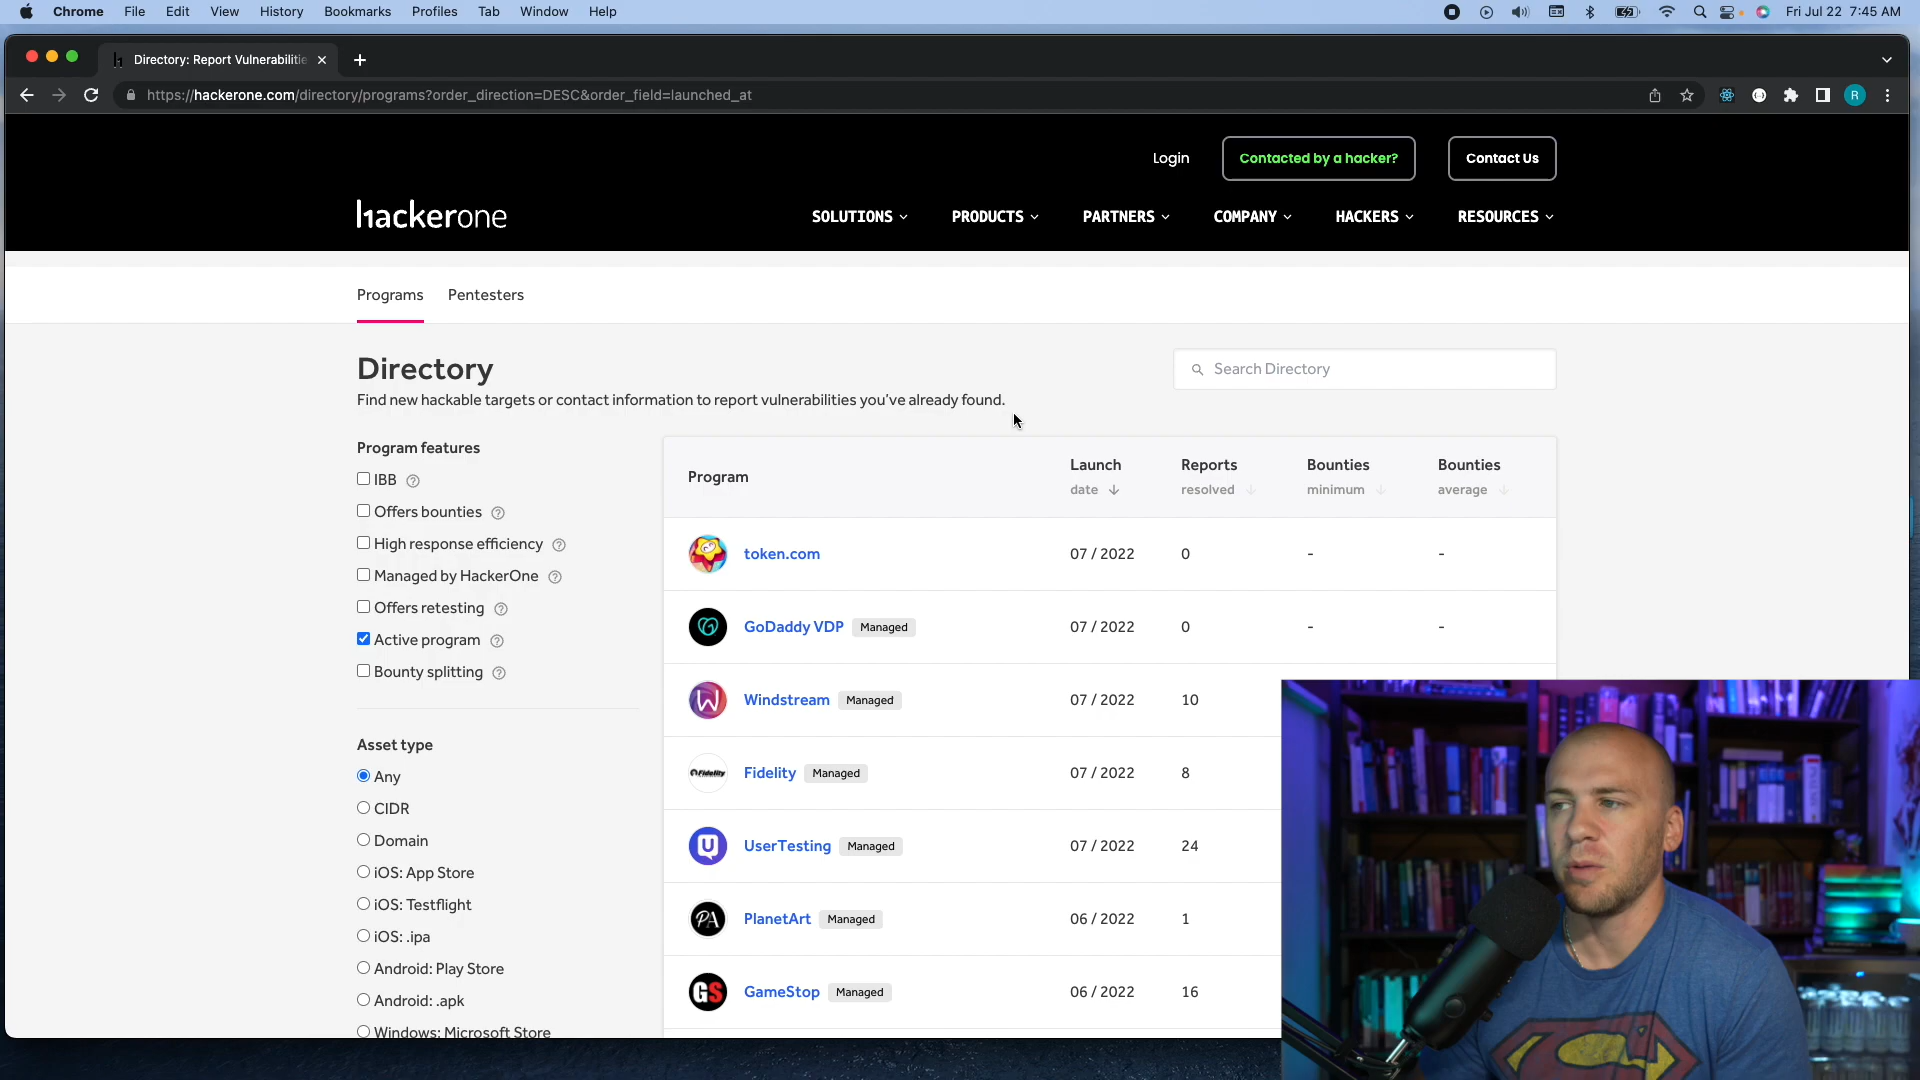 Chrome File Edit View History Bookmarks Profiles Tab Window Help Fri Jul 22 7:45 AM
Directory: Report Vulnerabilitie
https://hackerone.com/directory/programs?order_direction=DESC&order_field=launched_at R
Login Contacted by a hacker? Contact Us
hackerone SOLUTIONS PRODUCTS PARTNERS COMPANY HACKERS RESOURCES
Programs Pentesters
Directory Search Directory
Find new hackable targets or contact information to report vulnerabilities you've already found.
Program features
IBB
Offers bounties
High response efficiency
Managed by HackerOne
Offers retesting
Active program
Bounty splitting
Asset type
Any
CIDR
Domain
iOS: App Store
iOS: Testflight
iOS: .ipa
Android: Play Store
Android: .apk
Windows: Microsoft Store
Program Launch date Reports resolved Bounties minimum Bounties average
token.com 07 / 2022 0 - -
GoDaddy VDP Managed 07 / 2022 0 - -
Windstream Managed 07 / 2022 10
Fidelity Fidelity Managed 07 / 2022 8
U UserTesting Managed 07 / 2022 24
PA PlanetArt Managed 06 / 2022 1
GS GameStop Managed 06 / 2022 16